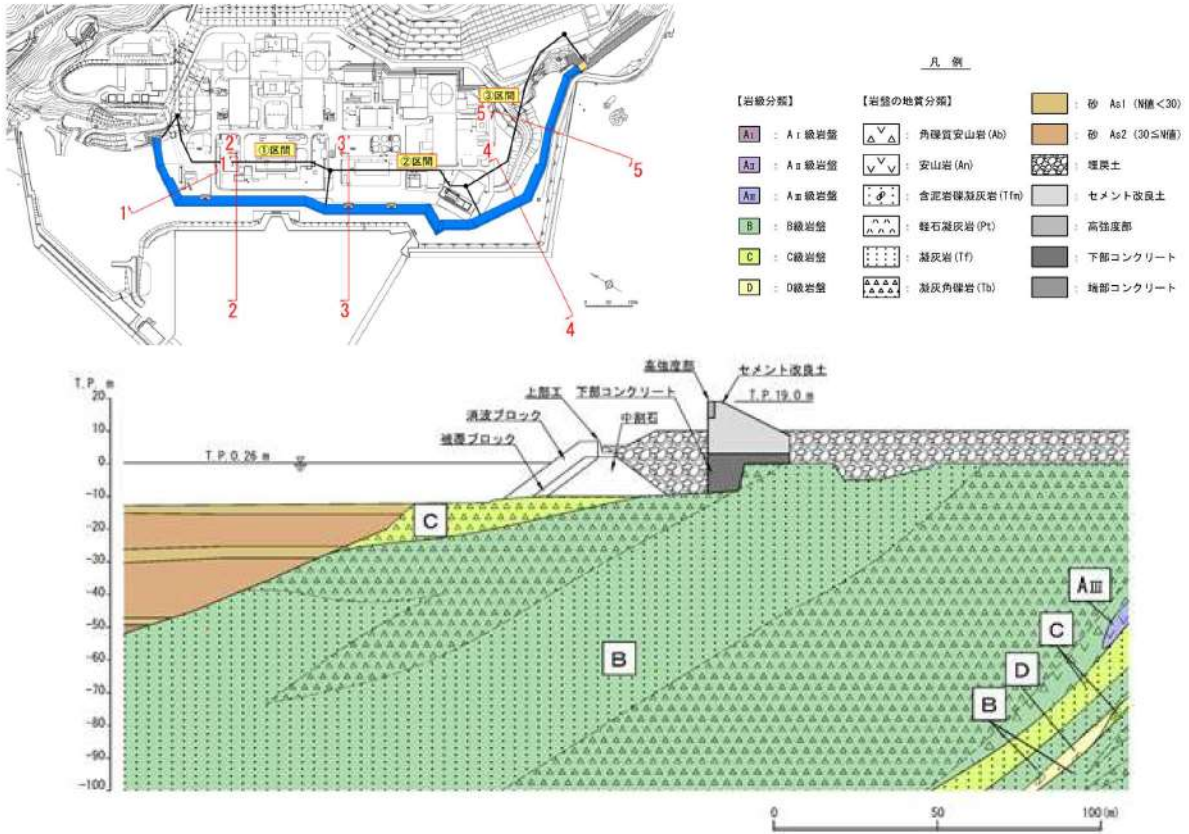 ③区間
5
5
2
①区間
3
②区間
4
1
1'
2
3
4
凡 例
【岩級分類】
【岩盤の地質分類】
AⅠ : AⅠ級岩盤
AⅡ : AⅡ級岩盤
AⅢ : AⅢ級岩盤
B : B級岩盤
C : C級岩盤
D : D級岩盤
: 角礫質安山岩(Ab)
: 安山岩(An)
: 含泥岩礫凝灰岩(Tfm)
: 軽石凝灰岩(Pt)
: 凝灰岩(Tf)
: 凝灰角礫岩(Tb)
: 砂 As1 (N値<30)
: 砂 As2 (30≦N値)
: 埋戻土
: セメント改良土
: 高強度部
: 下部コンクリート
: 端部コンクリート
T.P. m
20
10
0
-10
-20
-30
-40
-50
-60
-70
-80
-90
-100
高強度部
セメント改良土
上部工
下部コンクリート
T.P.19.0 m
消波ブロック
中割石
被覆ブロック
T.P.0.26 m
C
B
AⅢ
C
D
B
0
50
100(m)